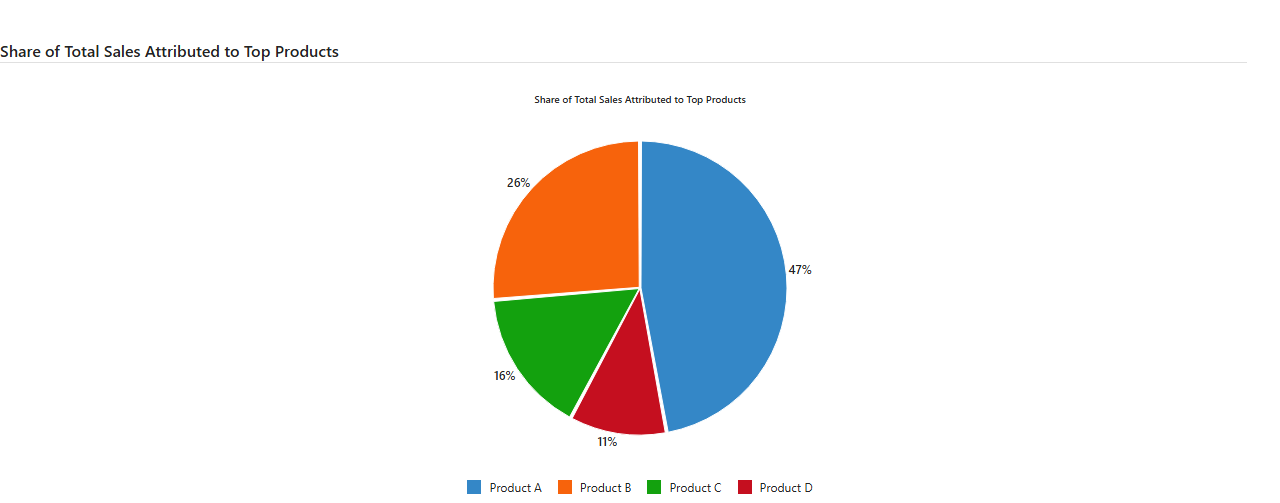 Share of Total Sales Attributed to Top Products
Share of Total Sales Attributed to Top Products
26%
47%
16%
11%
Product A Product B Product C Product D